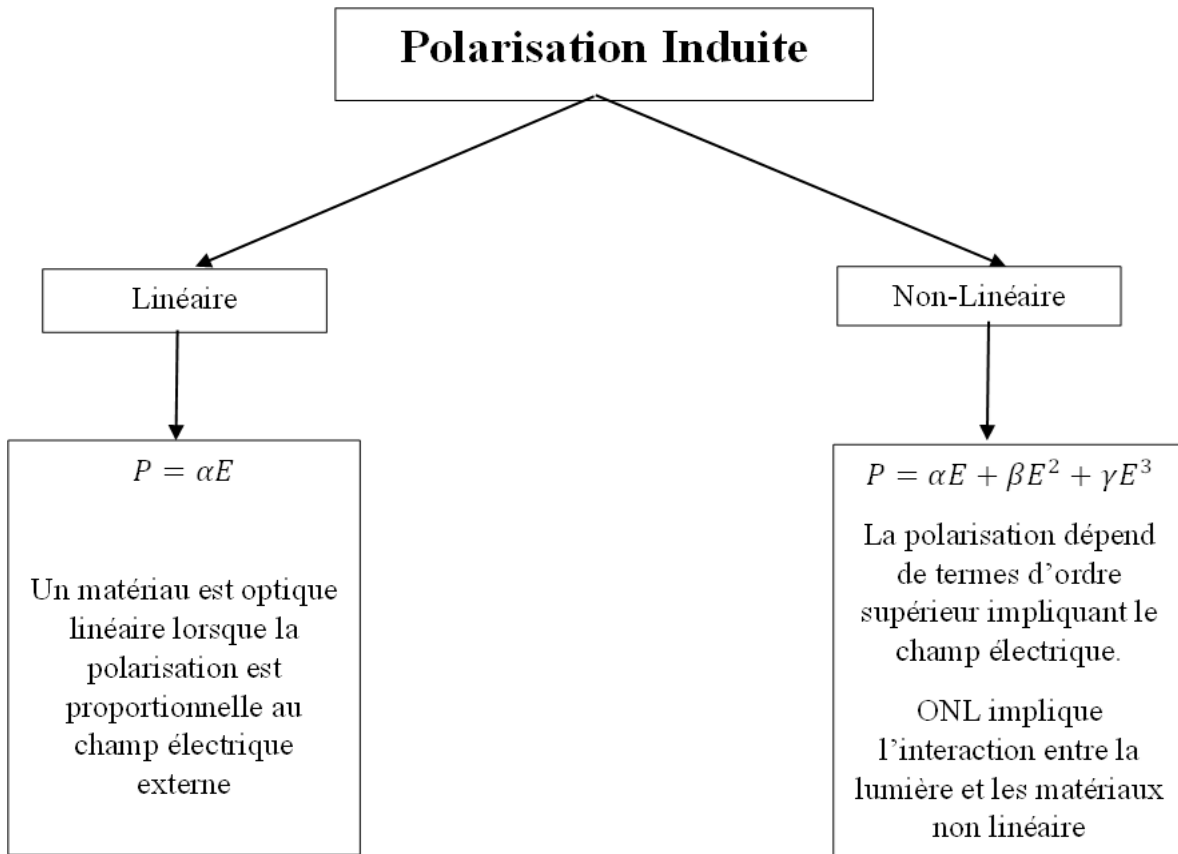 Polarisation Induite
Linéaire
Non-Linéaire
P = αE
Un matériau est optique
linéaire lorsque la
polarisation est
proportionnelle au
champ électrique
externe
P = αE + βE² + γE³
La polarisation dépend
de termes d’ordre
supérieur impliquant le
champ électrique.
ONL implique
l’interaction entre la
lumière et les matériaux
non linéaire